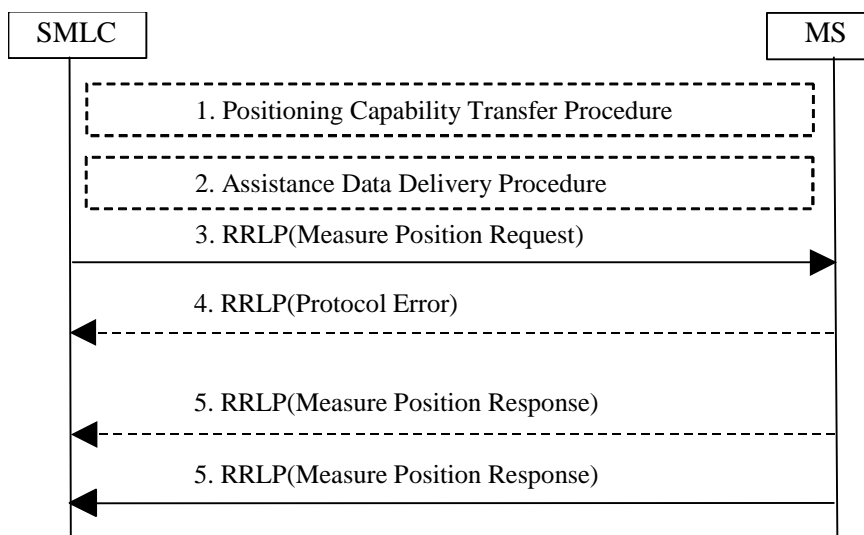 SMLC
MS
1. Positioning Capability Transfer Procedure
2. Assistance Data Delivery Procedure
3. RRLP(Measure Position Request)
4. RRLP(Protocol Error)
5. RRLP(Measure Position Response)
5. RRLP(Measure Position Response)